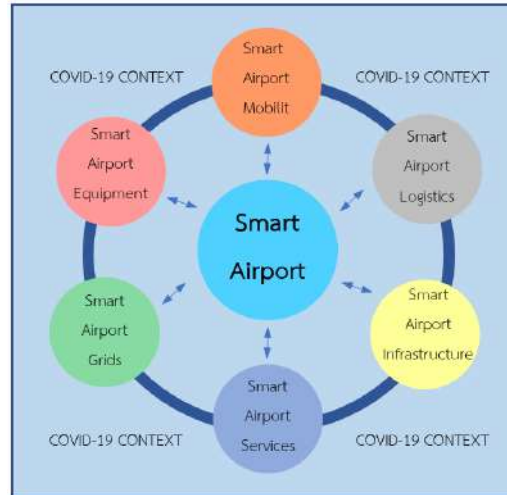 Smart
Airport
Mobilit
COVID-19 CONTEXT
COVID-19 CONTEXT
Smart
Airport
Equipment
Smart
Airport
Logistics
Smart
Airport
Smart
Airport
Grids
Smart
Airport
Infrastructure
Smart
Airport
Services
COVID-19 CONTEXT
COVID-19 CONTEXT